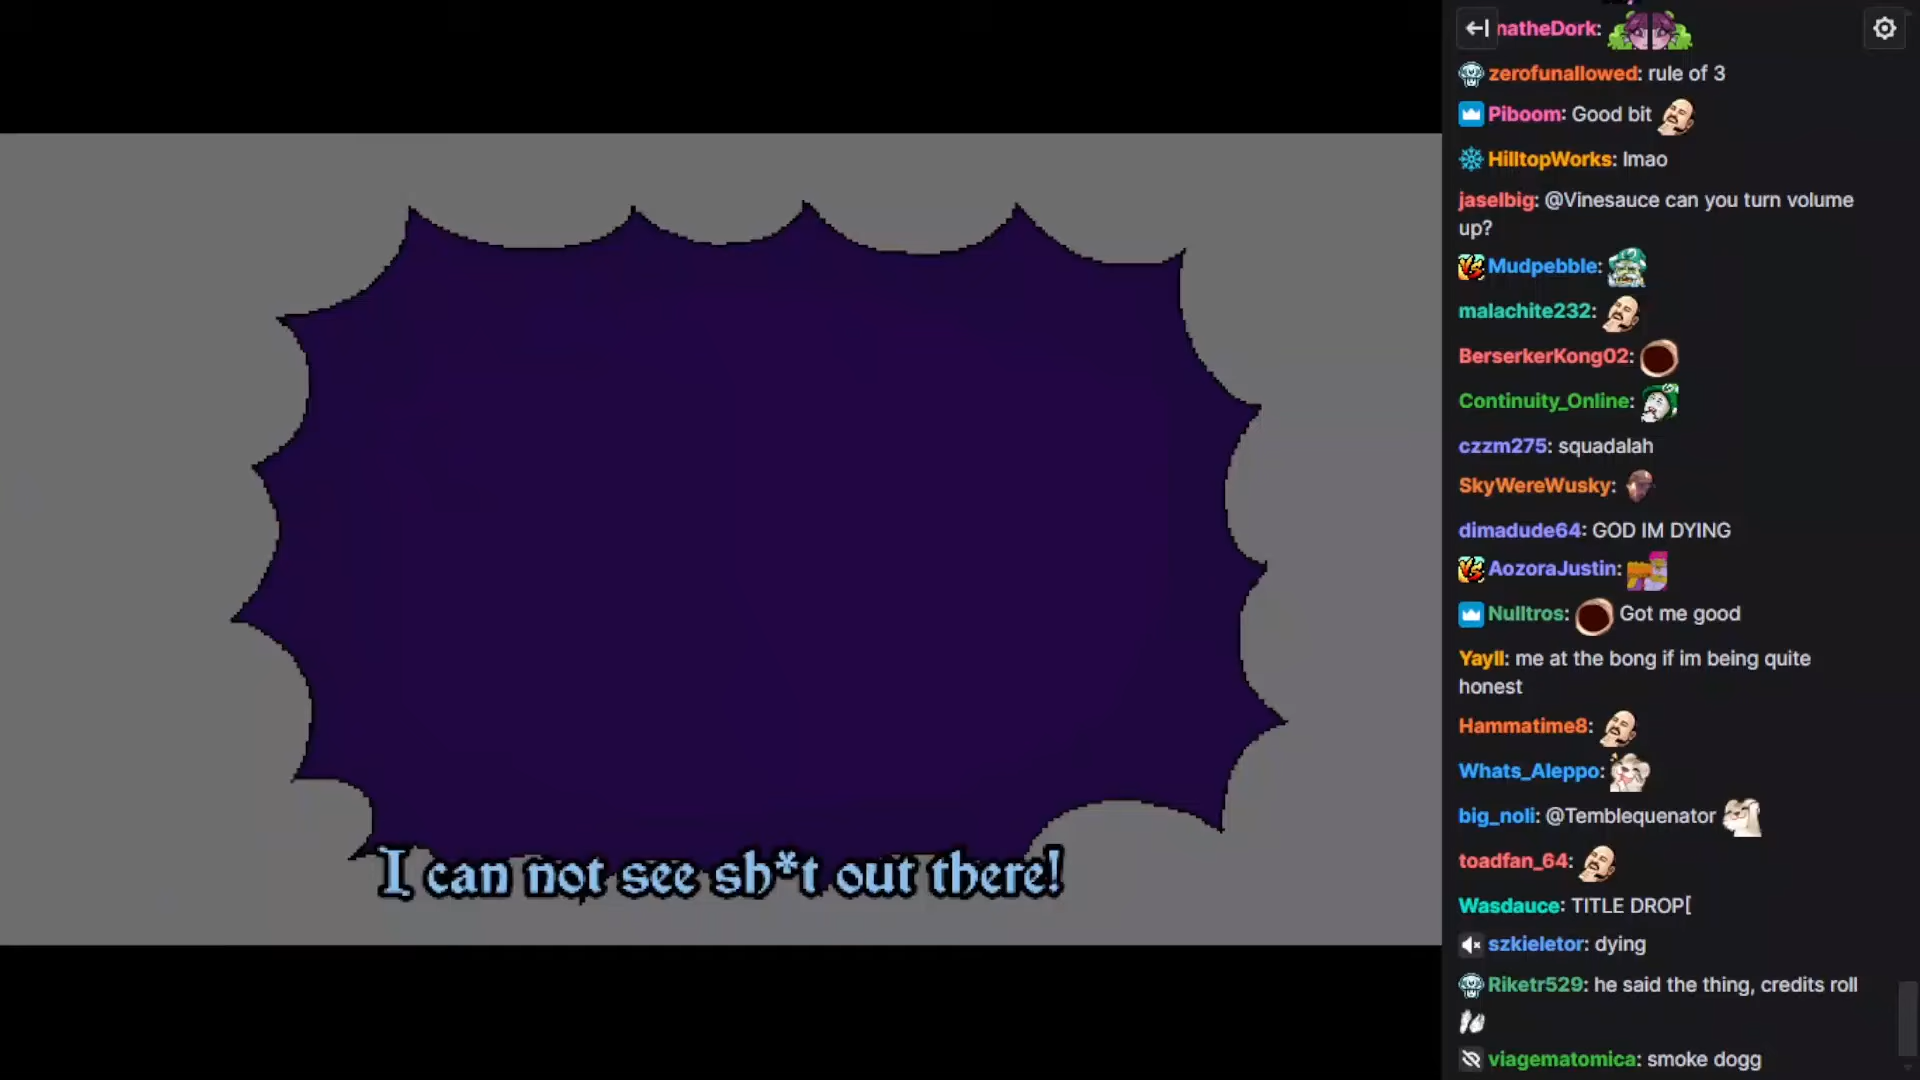 I can not see sh*t out there!
natheDork:
zerofunallowed: rule of 3
Piboom: Good bit
HilltopWorks: lmao
jaselbig: @Vinesauce can you turn volume
up?
Mudpebble:
malachite232:
BerserkerKong02:
Continuity_Online:
czzm275: squadalah
SkyWereWusky:
dimadude64: GOD IM DYING
AozoraJustin:
Nulltros: Got me good
Yayll: me at the bong if im being quite
honest
Hammatime8:
Whats_Aleppo:
big_noli: @Temblequenator
toadfan_64:
Wasdauce: TITLE DROP[
szkieletor: dying
Riketr529: he said the thing, credits roll
viagematomica: smoke dogg